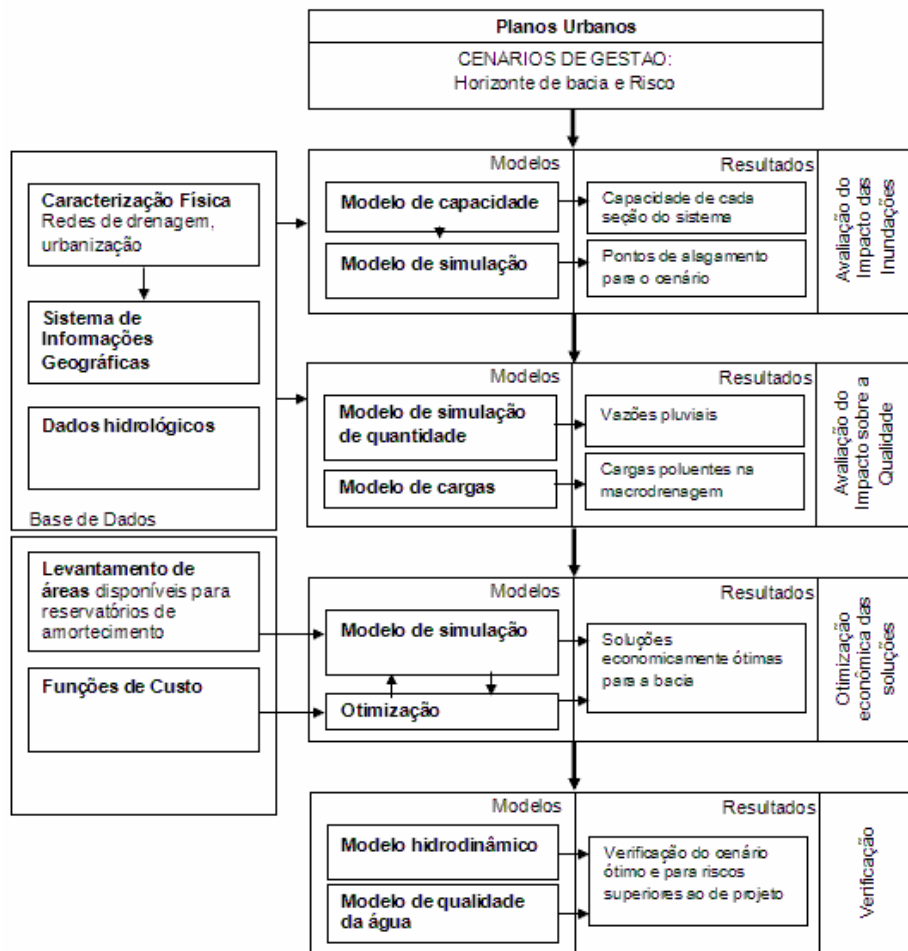 Planos Urbanos
CENÁRIOS DE GESTAO:
Horizonte de bacia e Risco
Caracterização Física
Redes de drenagem,
urbanização
Sistema de
Informações
Geográficas
Dados hidrológicos
Base de Dados
Modelos
Resultados
Modelo de capacidade
Capacidade de cada
seção do sistema
Modelo de simulação
Pontos de alagamento
para o cenário
Avaliação do
Impacto das
Inundações
Modelos
Resultados
Modelo de simulação
de quantidade
Vazões pluviais
Modelo de cargas
Cargas poluentes na
macrodrenagem
Avaliação do
Impacto sobre a
Qualidade
Levantamento de
áreas disponíveis para
reservatórios de
amortecimento
Funções de Custo
Modelos
Resultados
Modelo de simulação
Otimização
Soluções
economicamente ótimas
para a bacia
Otimização
econômica das
soluções
Modelos
Resultados
Modelo hidrodinâmico
Modelo de qualidade
da água
Verificação do cenário
ótimo e para riscos
superiores ao de projeto
Verificação